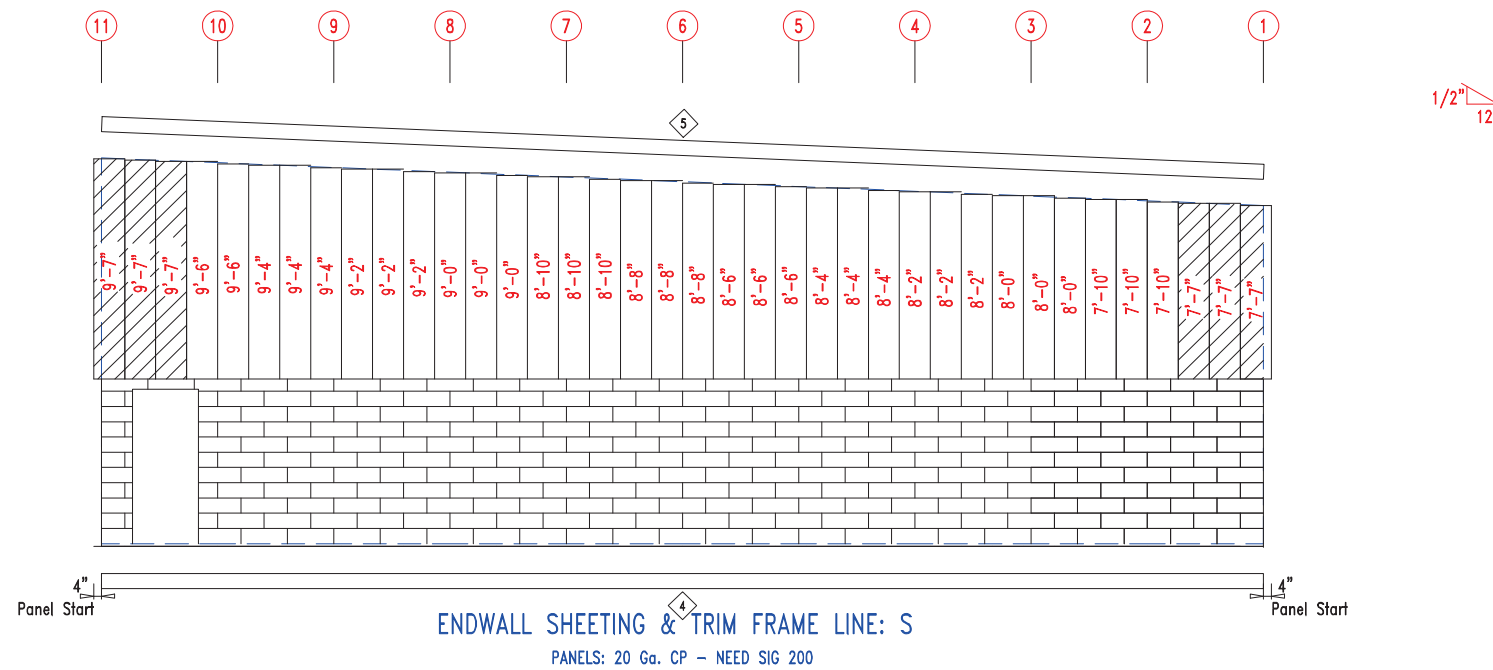 11 10 9 8 7 6 5 4 3 2 1
1/2"
12
5
9'-7" 9'-7" 9'-7" 9'-6" 9'-6" 9'-4" 9'-4" 9'-4" 9'-2" 9'-2" 9'-2" 9'-0" 9'-0" 9'-0" 8'-10" 8'-10" 8'-10" 8'-8" 8'-8" 8'-8" 8'-6" 8'-6" 8'-6" 8'-4" 8'-4" 8'-4" 8'-2" 8'-2" 8'-2" 8'-0" 8'-0" 8'-0" 7'-10" 7'-10" 7'-10" 7'-7" 7'-7" 7'-7"
4"
Panel Start
4
4"
Panel Start
ENDWALL SHEETING & TRIM FRAME LINE: S
PANELS: 20 Ga. CP - NEED SIG 200